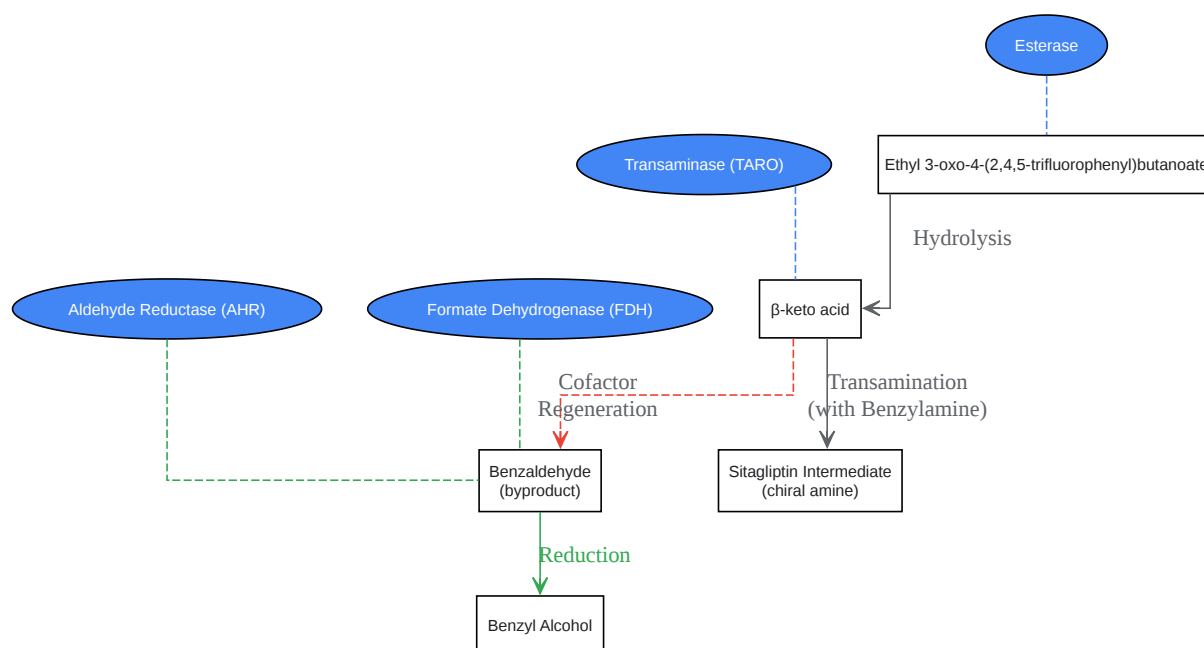 Esterase
Transaminase (TARO)
Ethyl 3-oxo-4-(2,4,5-trifluorophenyl)butanoate
Hydrolysis
Aldehyde Reductase (AHR)
Formate Dehydrogenase (FDH)
β-keto acid
Cofactor
Regeneration
Transamination
(with Benzylamine)
Benzaldehyde
(byproduct)
Sitagliptin Intermediate
(chiral amine)
Reduction
Benzyl Alcohol